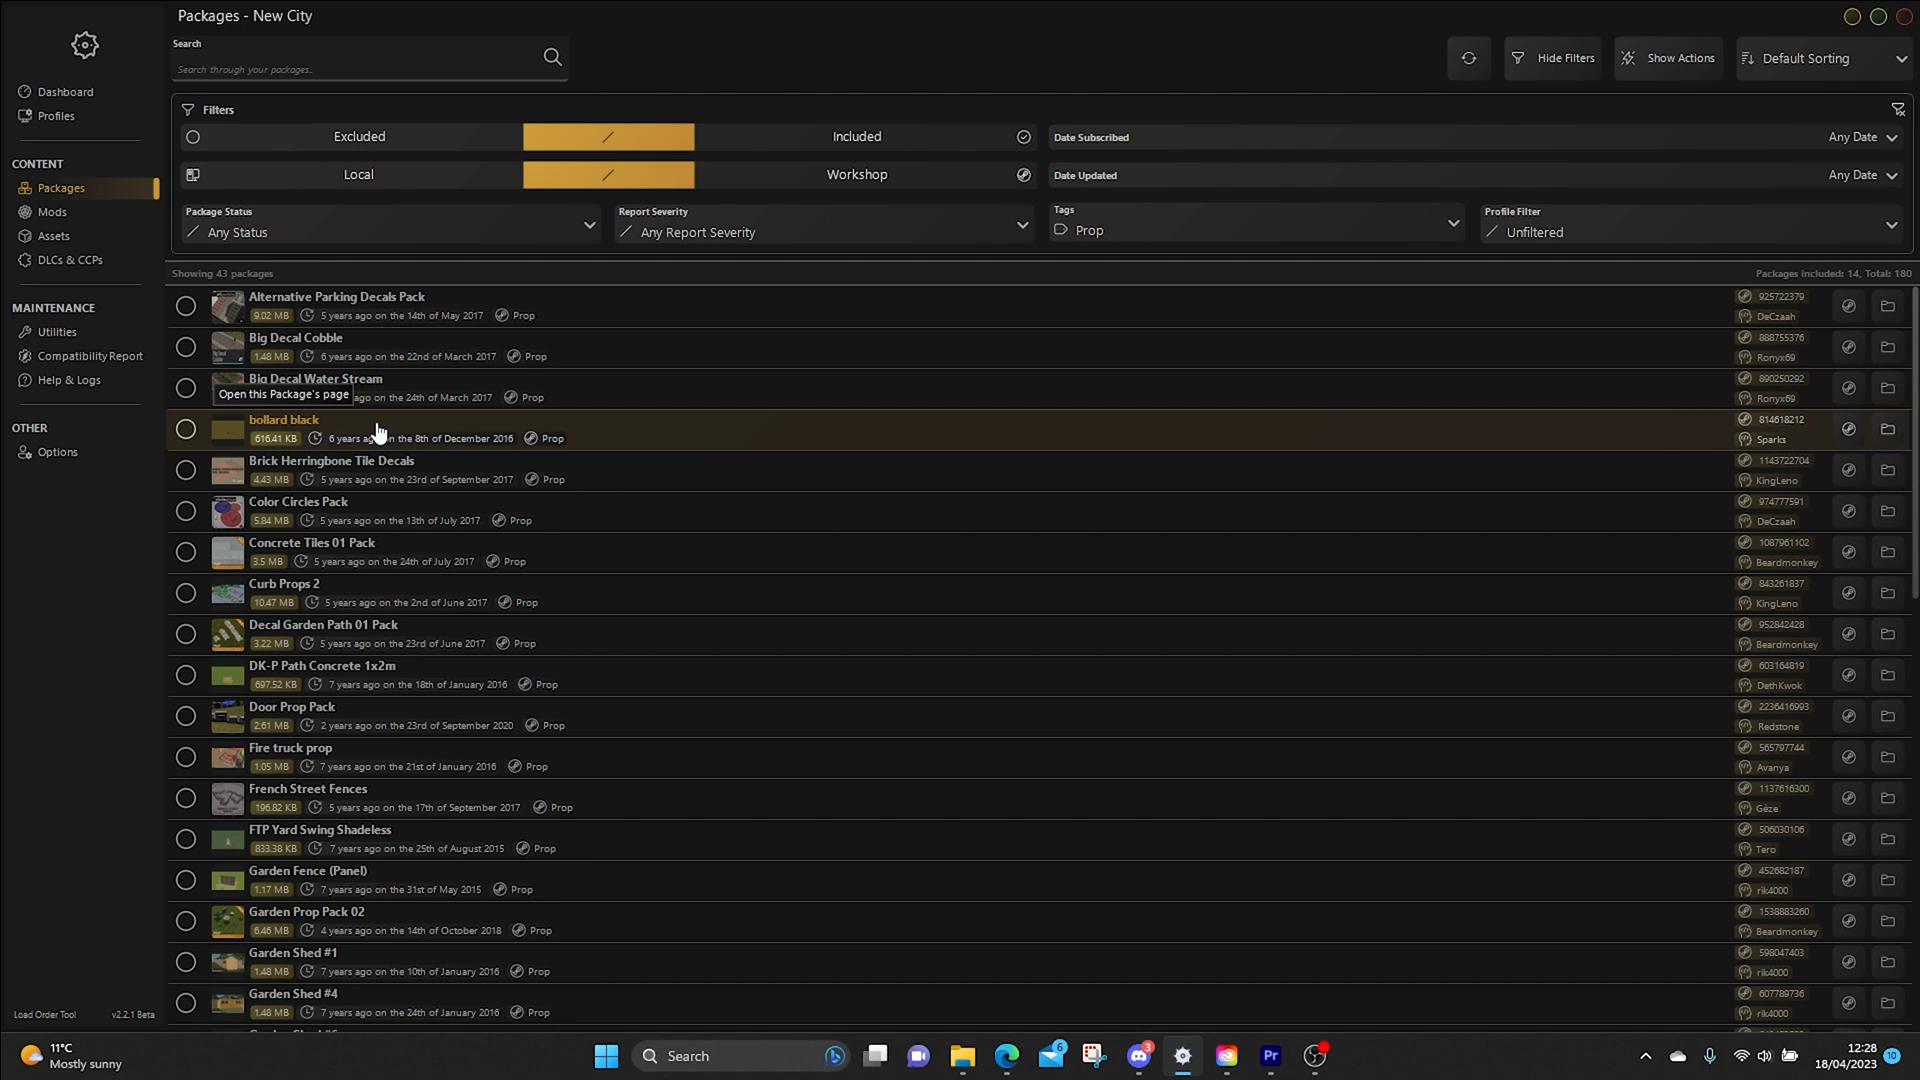 Packages - New City
Search
Search through your packages..
Hide Filters
Show Actions
Default Sorting
Dashboard
Profiles
CONTENT
Packages
Mods
Assets
DLCs & CCPs
MAINTENANCE
Utilities
Compatibility Report
Help & Logs
OTHER
Options
Load Order Tool v2.2.1 Beta
Filters
Excluded Included
Date Subscribed Any Date
Local Workshop
Date Updated Any Date
Package Status
Any Status
Report Severity
Any Report Severity
Tags
Prop
Profile Filter
Unfiltered
Showing 43 packages
Packages included: 14, Total: 180
Alternative Parking Decals Pack 925722379
9.02 MB 5 years ago on the 14th of May 2017 Prop DeCzaah
Big Decal Cobble 888755376
1.48 MB 6 years ago on the 22nd of March 2017 Prop Ronyx69
Big Decal Water Stream 890250292
Open this Package's page
ago on the 24th of March 2017 Prop Ronyx69
bollard black 814618212
616.41 KB 6 years ago on the 8th of December 2016 Prop Sparks
Brick Herringbone Tile Decals 1143722704
4.43 MB 5 years ago on the 23rd of September 2017 Prop KingLeno
Color Circles Pack 974777591
5.84 MB 5 years ago on the 13th of July 2017 Prop DeCzaah
Concrete Tiles 01 Pack 1087961102
3.5 MB 5 years ago on the 24th of July 2017 Prop Beardmonkey
Curb Props 2 843261837
10.47 MB 5 years ago on the 2nd of June 2017 Prop KingLeno
Decal Garden Path 01 Pack 952842428
3.22 MB 5 years ago on the 23rd of June 2017 Prop Beardmonkey
DK-P Path Concrete 1x2m 603164819
697.52 KB 7 years ago on the 18th of January 2016 Prop DethKwok
Door Prop Pack 2236416993
2.61 MB 2 years ago on the 23rd of September 2020 Prop Redstone
Fire truck prop 565797744
1.05 MB 7 years ago on the 21st of January 2016 Prop Avanya
French Street Fences 1137616300
196.82 KB 5 years ago on the 17th of September 2017 Prop Gèze
FTP Yard Swing Shadeless 506030106
833.38 KB 7 years ago on the 25th of August 2015 Prop Tero
Garden Fence (Panel) 452682187
1.17 MB 7 years ago on the 31st of May 2015 Prop rik4000
Garden Prop Pack 02 1538883260
6.46 MB 4 years ago on the 14th of October 2018 Prop Beardmonkey
Garden Shed #1 598047403
1.48 MB 7 years ago on the 10th of January 2016 Prop rik4000
Garden Shed #4 607789736
1.48 MB 7 years ago on the 24th of January 2016 Prop rik4000
11°C
Mostly sunny
Search
6
3
Pr
12:28
18/04/2023
10